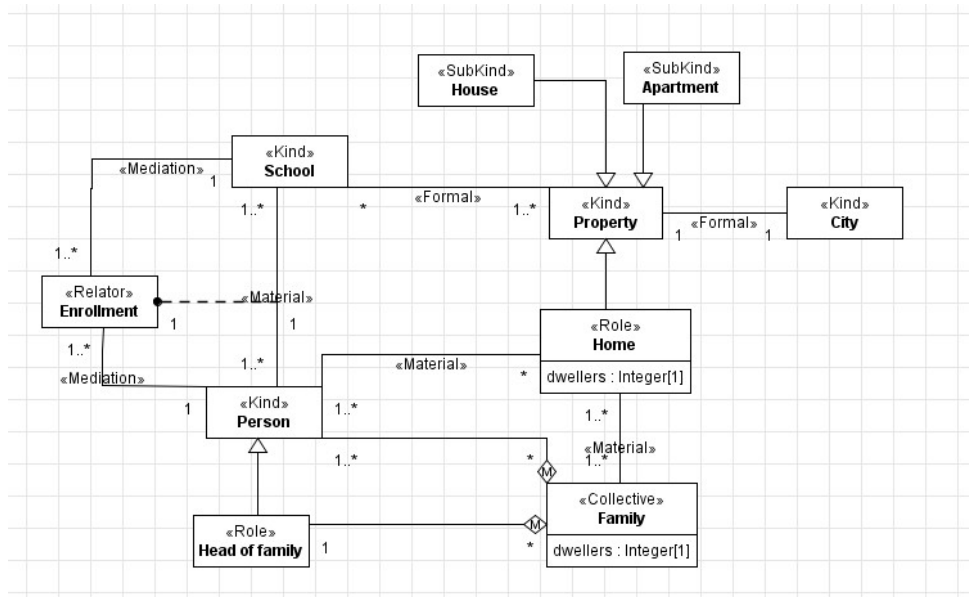 «SubKind»
House
«SubKind»
Apartment
«Kind»
School
«Mediation»
1
1..*
*
«Formal»
1..*
«Kind»
Property
1
«Formal»
1
«Kind»
City
1..*
«Relator»
Enrollment
«Material»
1
1
«Role»
Home
dwellers : Integer[1]
1..*
«Mediation»
1
1..*
«Material»
*
«Kind»
Person
1..*
1..*
«Material»
1..*
1..*
*
M
«Collective»
Family
dwellers : Integer[1]
«Role»
Head of family
1
M
*